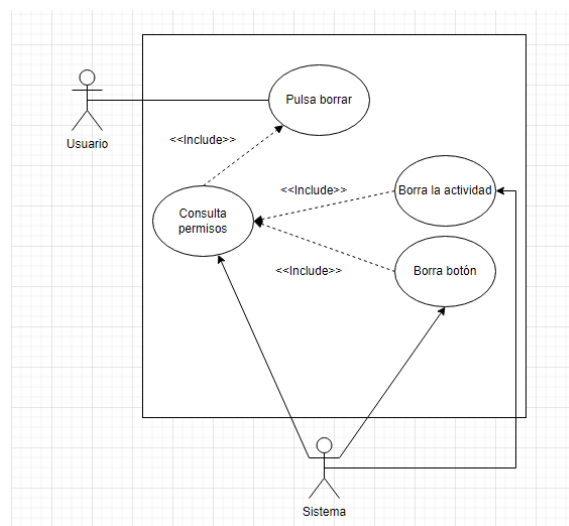 Pulsa borrar
Usuario
<<Include>>
<<Include>>
Borra la actividad
Consulta
permisos
<<Include>>
Borra botón
Sistema